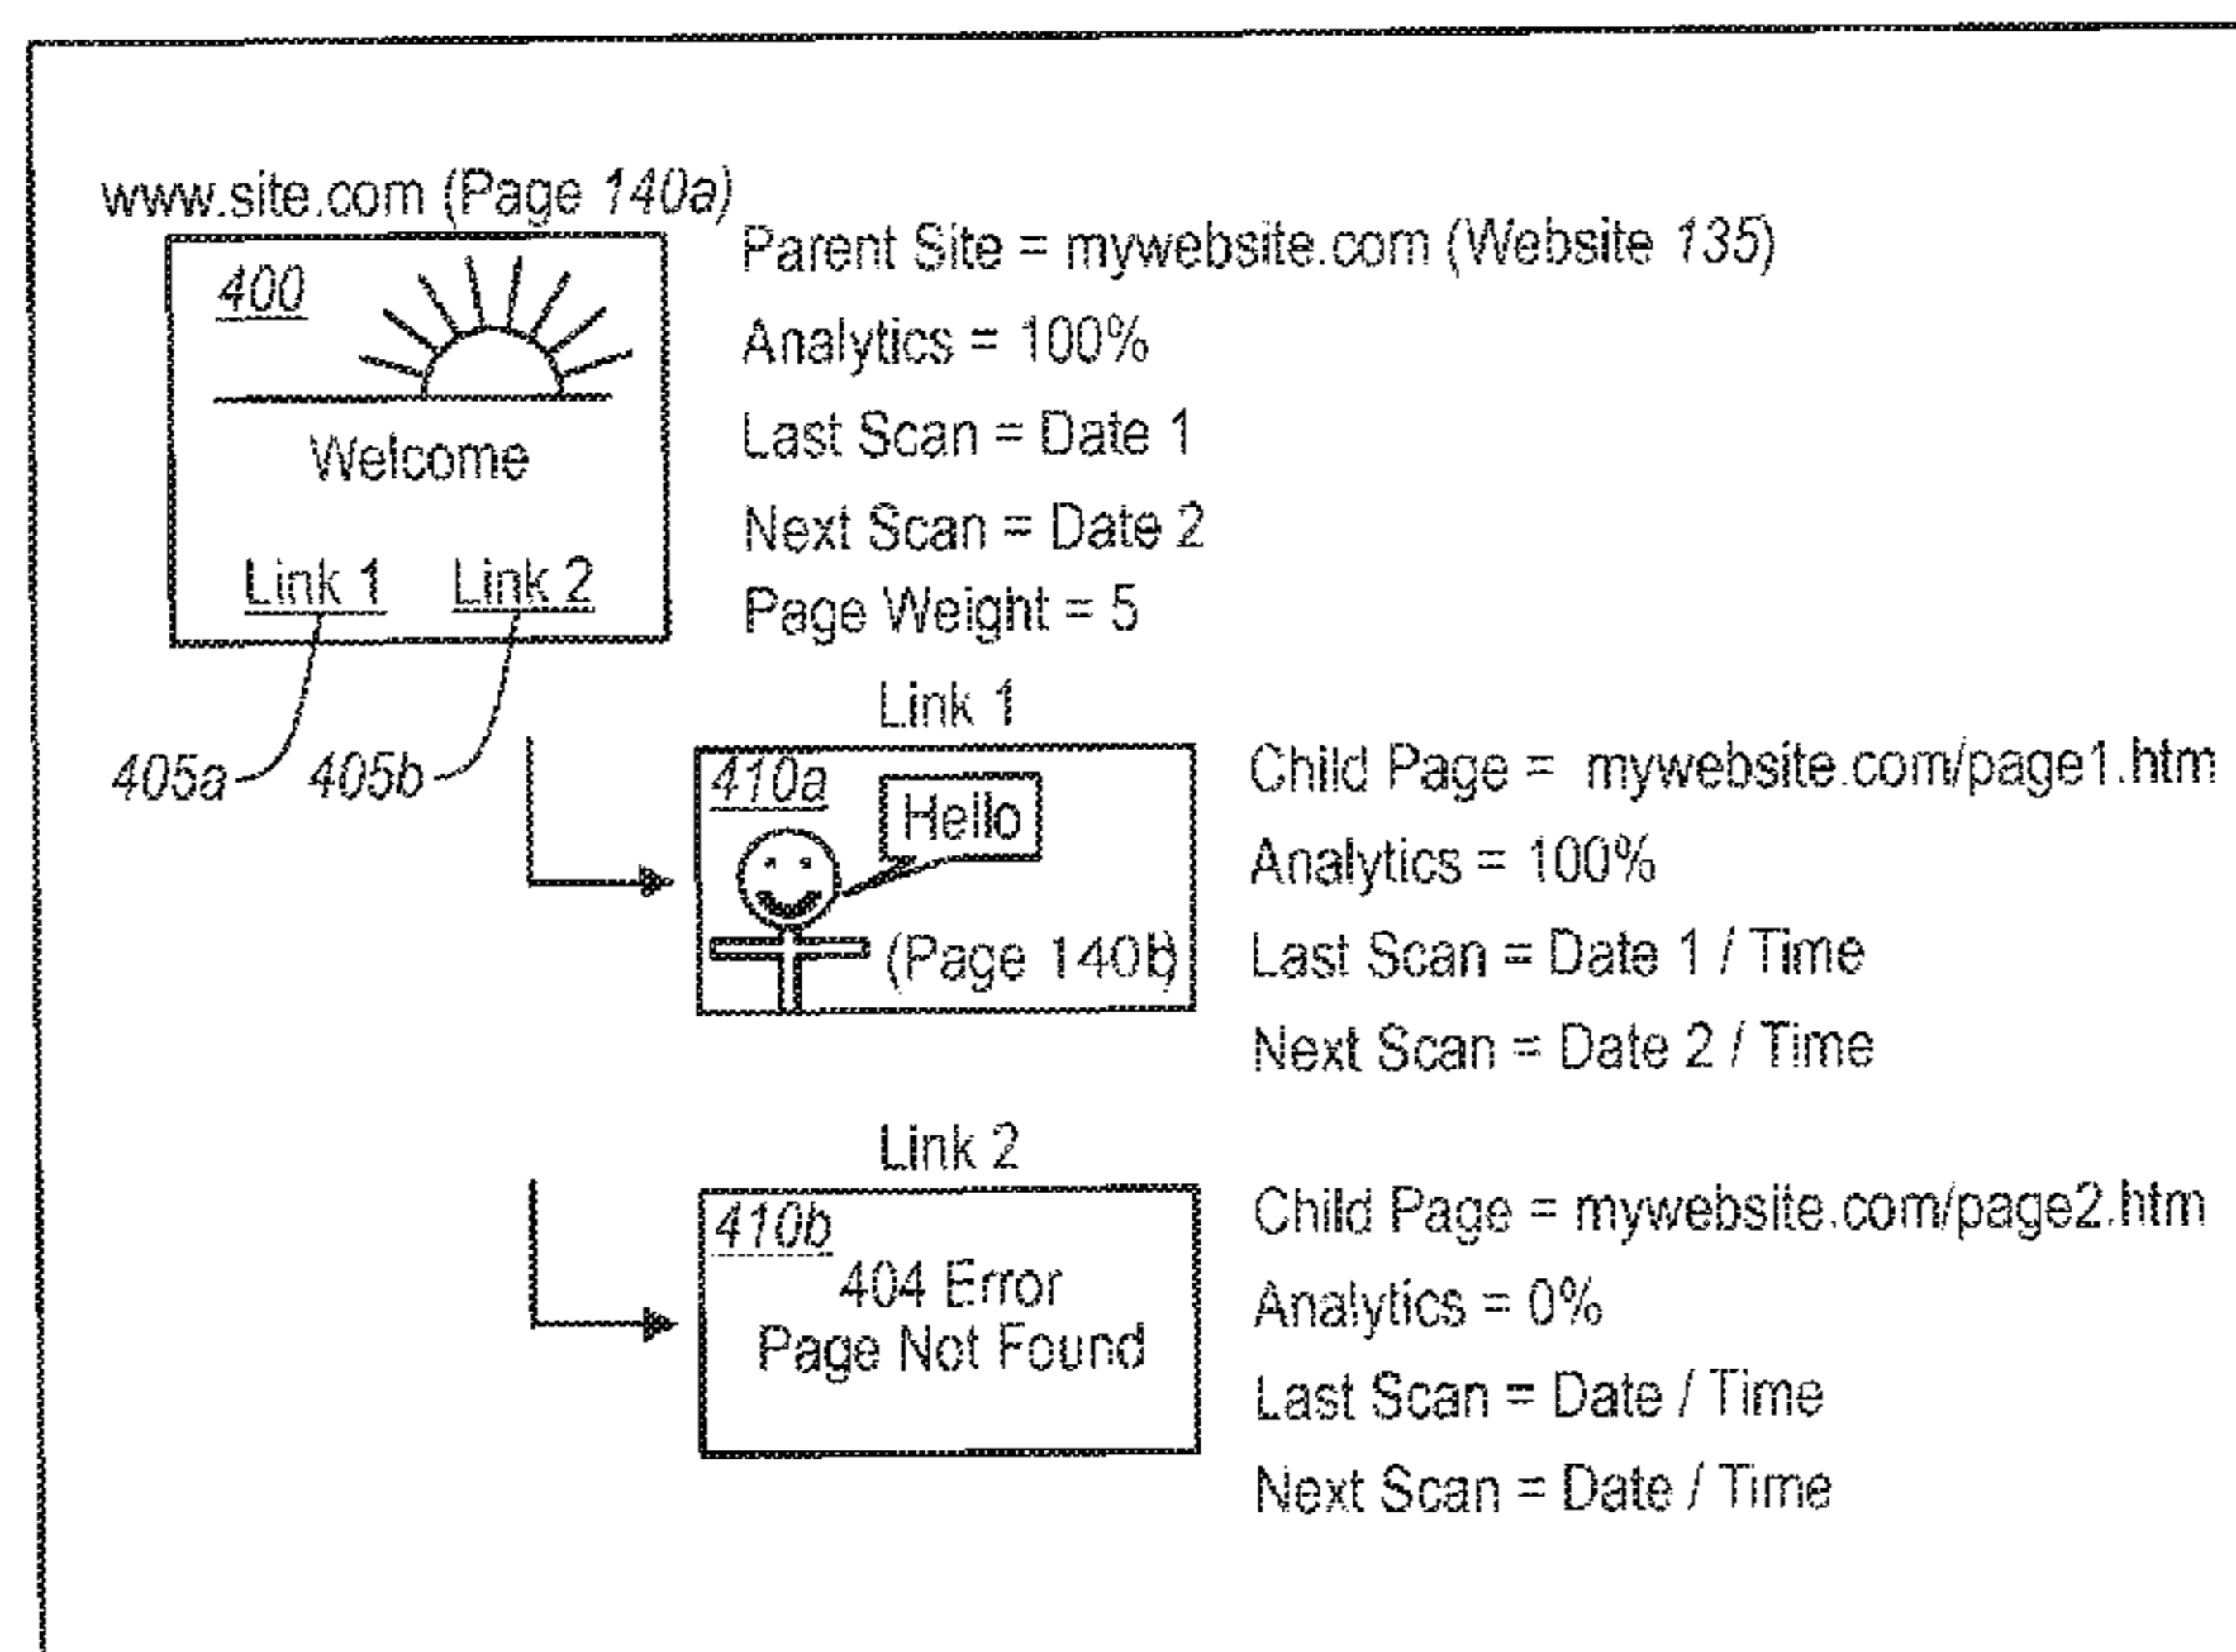 www.site.com (Page 140a)
400
Welcome
Link 1 Link 2
405a 405b
Parent Site = mywebsite.com (Website 135)
Analytics = 100%
Last Scan = Date 1
Next Scan = Date 2
Page Weight = 5
Link 1
410a
Hello
(Page 140b)
Child Page = mywebsite.com/page1.htm
Analytics = 100%
Last Scan = Date 1 / Time
Next Scan = Date 2 / Time
Link 2
410b
404 Error
Page Not Found
Child Page = mywebsite.com/page2.htm
Analytics = 0%
Last Scan = Date / Time
Next Scan = Date / Time